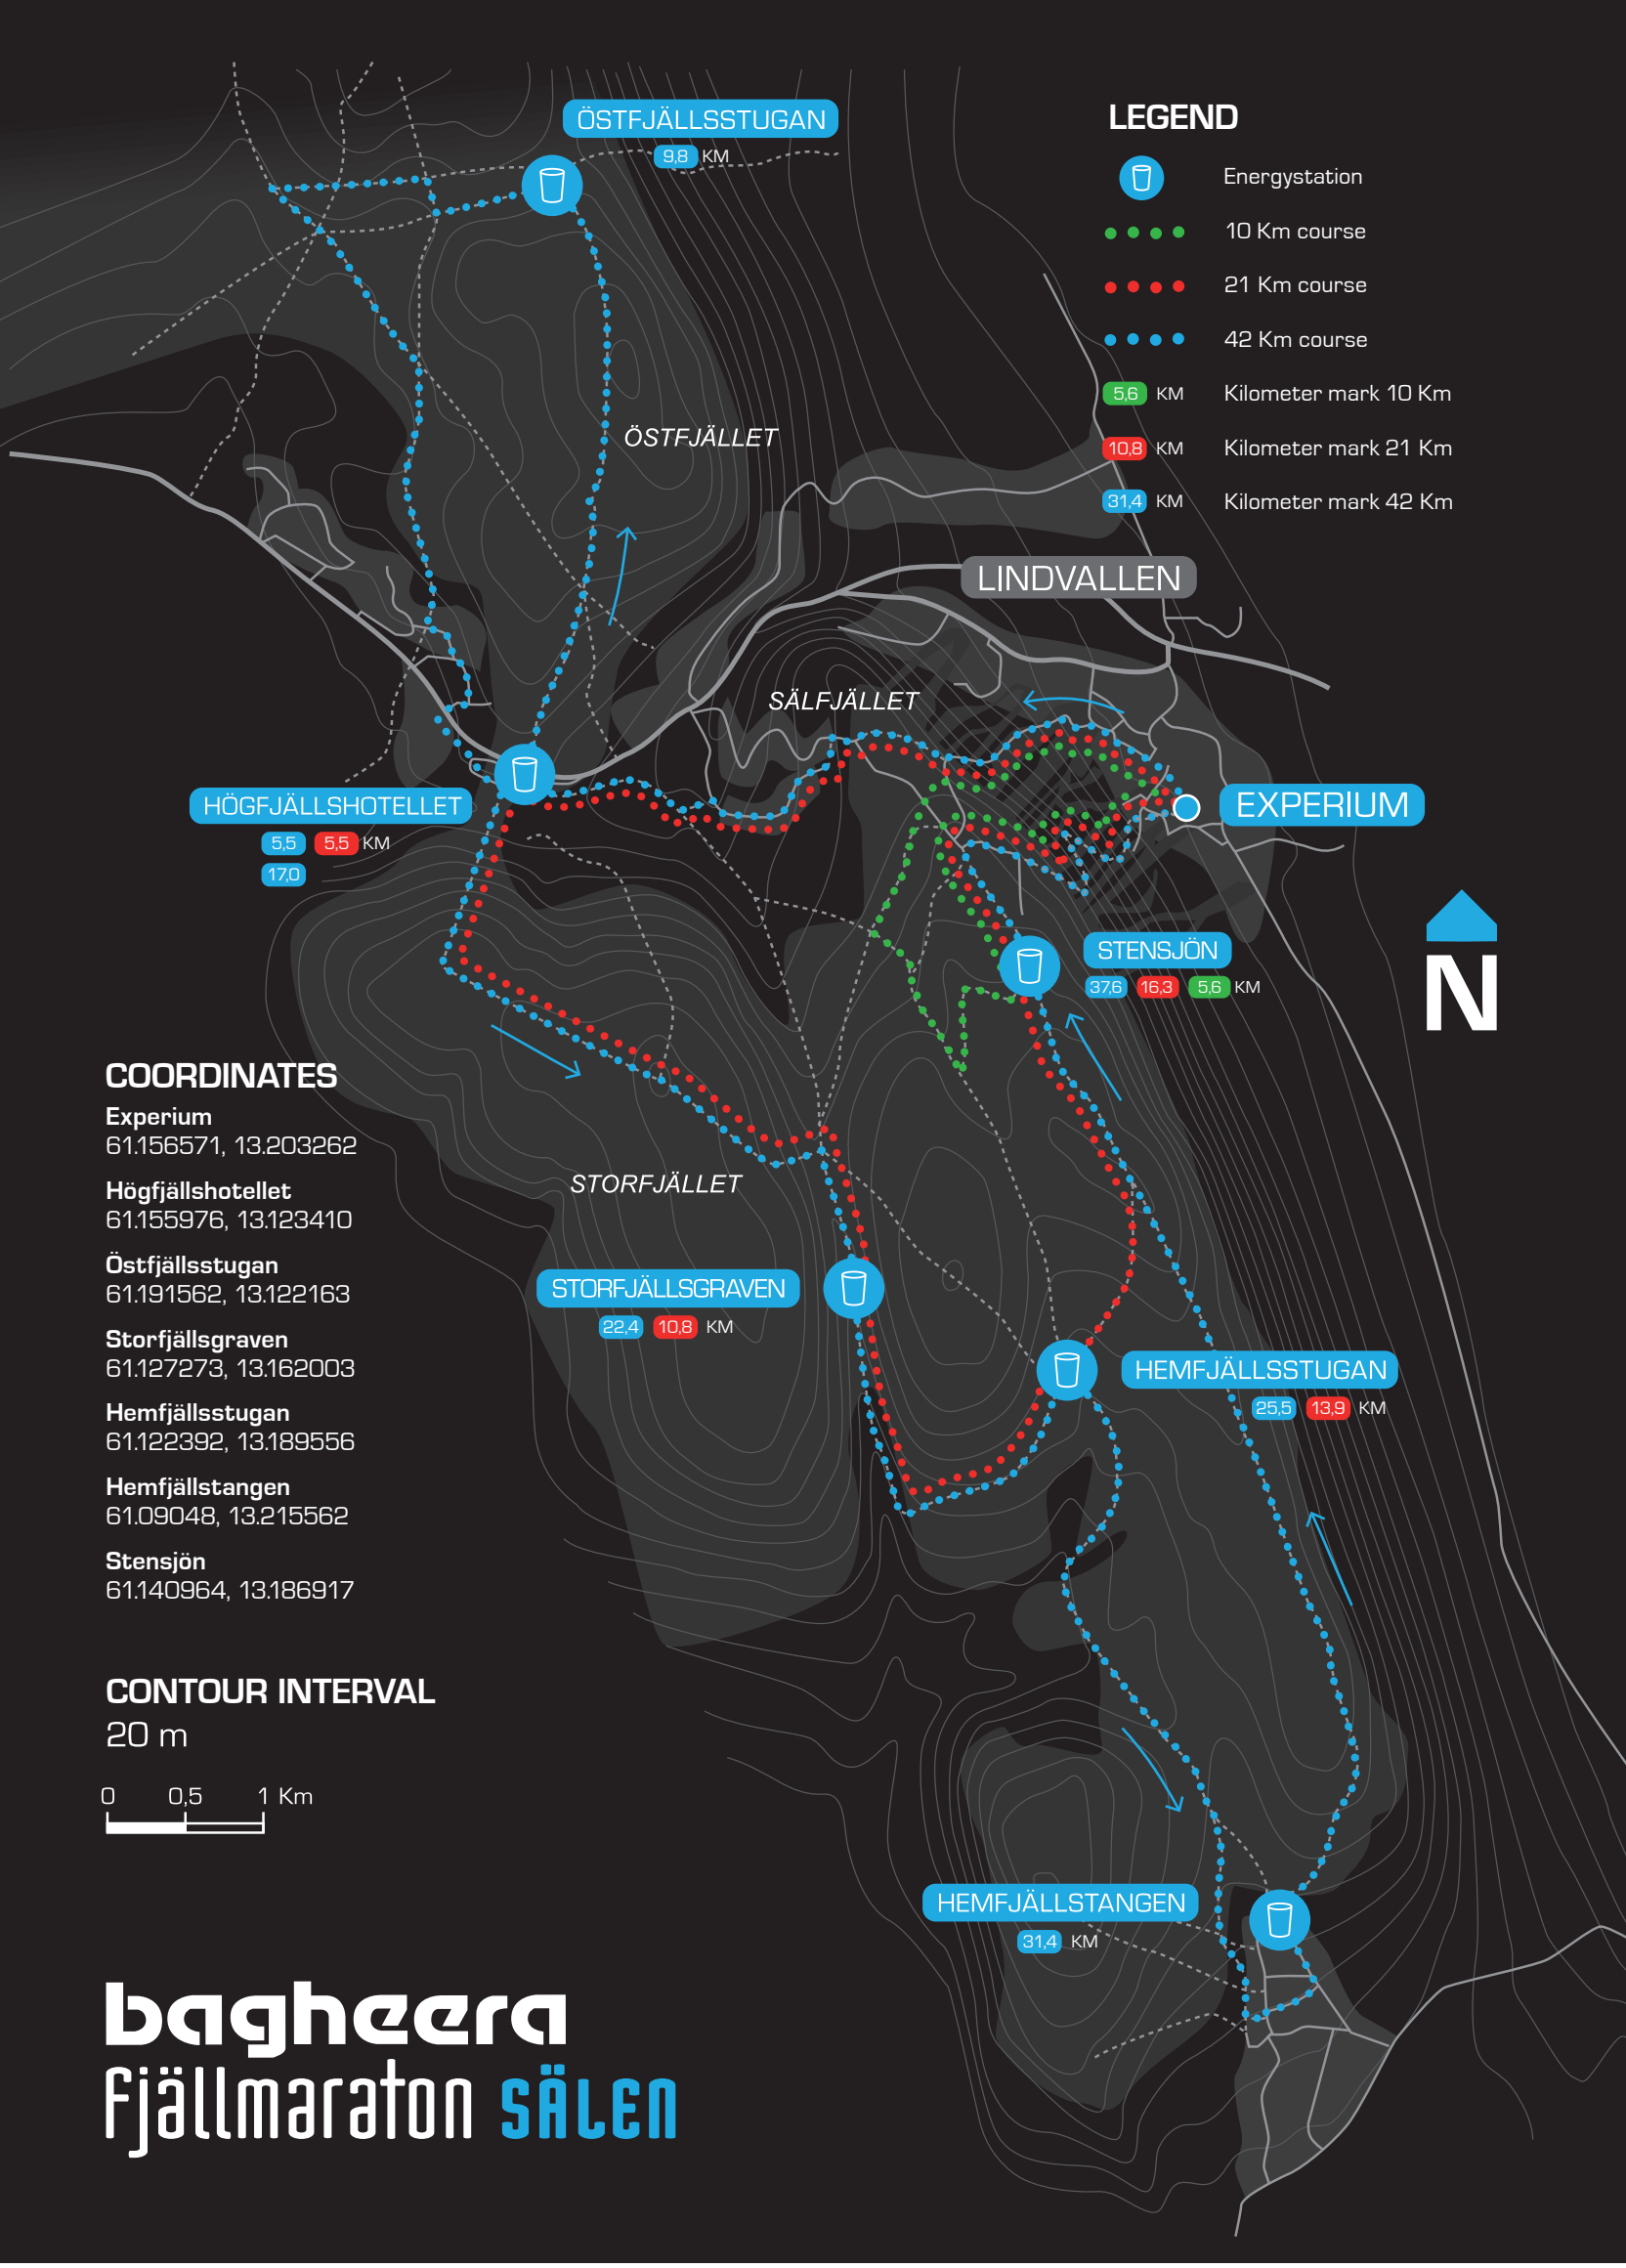 ÖSTFJÄLLSSTUGAN
9,8 KM
LEGEND
Energystation
10 Km course
21 Km course
42 Km course
5,6 KM Kilometer mark 10 Km
10,8 KM Kilometer mark 21 Km
31,4 KM Kilometer mark 42 Km
ÖSTFJÄLLET
LINDVALLEN
SÄLFJÄLLET
HÖGFJÄLLSHOTELLET
5,5 5,5 KM
17,0
EXPERIUM
STENSJÖN
37,6 16,3 5,6 KM
N
COORDINATES
Experium
61.156571, 13.203262
Högfjällshotellet
61.155976, 13.123410
Östfjällsstugan
61.191562, 13.122163
Storfjällsgraven
61.127273, 13.162003
Hemfjällsstugan
61.122392, 13.189556
Hemfjällstangen
61.09048, 13.215562
Stensjön
61.140964, 13.186917
STORFJÄLLET
STORFJÄLLSGRAVEN
22,4 10,8 KM
HEMFJÄLLSSTUGAN
25,5 13,9 KM
CONTOUR INTERVAL
20 m
0 0,5 1 Km
HEMFJÄLLSTANGEN
31,4 KM
bagheera
fjällmaraton SÄLEN